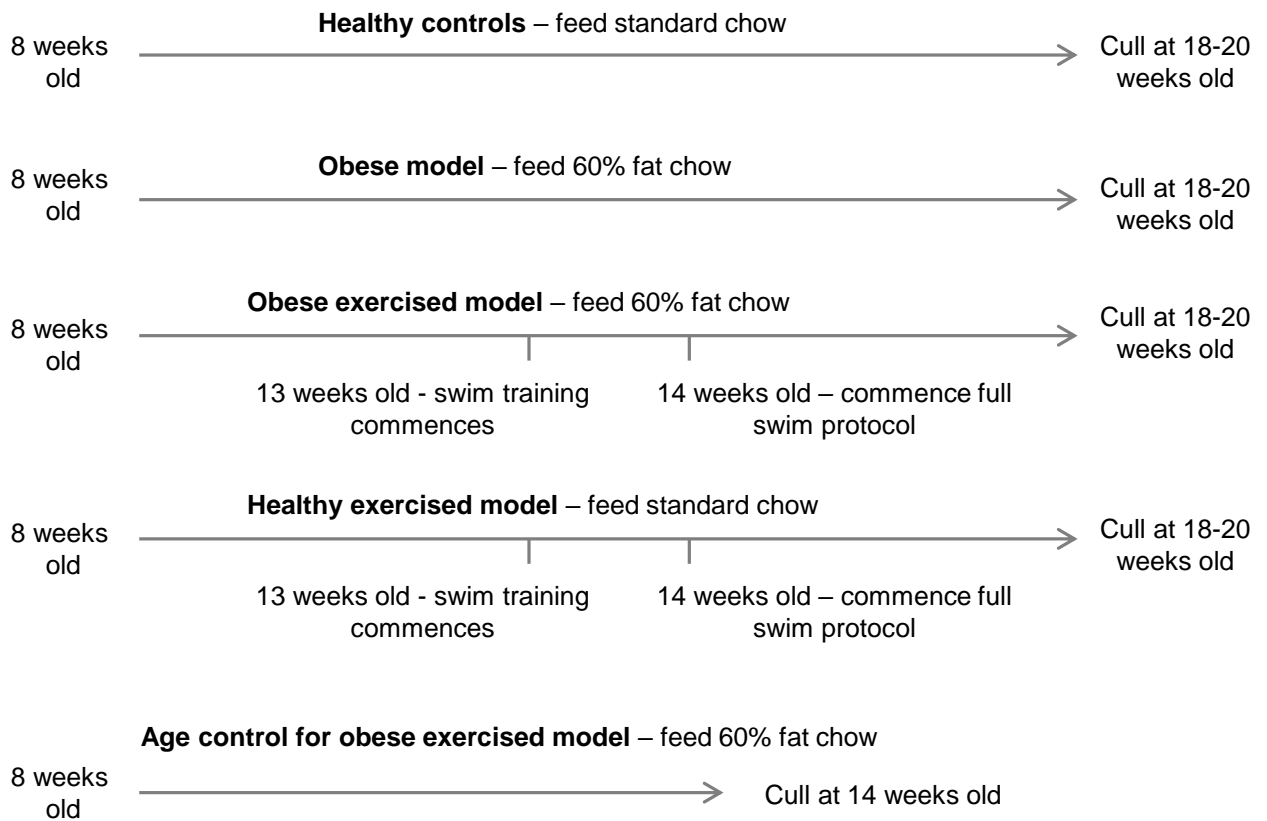 Healthy controls – feed standard chow
8 weeks
old
Cull at 18-20
weeks old
Obese model – feed 60% fat chow
8 weeks
old
Cull at 18-20
weeks old
Obese exercised model – feed 60% fat chow
8 weeks
old
Cull at 18-20
weeks old
13 weeks old - swim training
commences
14 weeks old – commence full
swim protocol
Healthy exercised model – feed standard chow
8 weeks
old
Cull at 18-20
weeks old
13 weeks old - swim training
commences
14 weeks old – commence full
swim protocol
Age control for obese exercised model – feed 60% fat chow
8 weeks
old
Cull at 14 weeks old